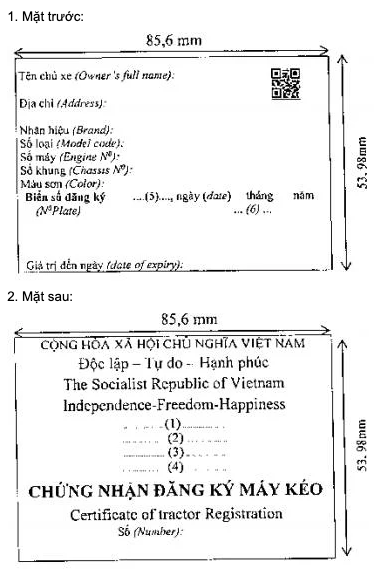 1. Mặt trước:
85,6 mm
Tên chủ xe (Owner's full name):
Địa chỉ (Address):
Nhãn hiệu (Brand):
Số loại (Model code):
Số máy (Engine Nº):
Số khung (Chassis Nº):
Màu sơn (Color):
Biển số đăng ký ....(5)...., ngày (date) tháng năm
(NºPlate) ... (6) ...
Giá trị đến ngày (date of expiry):
53. 98mm
2. Mặt sau:
85,6 mm
CỘNG HÒA XÃ HỘI CHỦ NGHĨA VIỆT NAM
Độc lập – Tự do – Hạnh phúc
The Socialist Republic of Vietnam
Independence-Freedom-Happiness
(1)
(2)
(3)
(4)
CHỨNG NHẬN ĐĂNG KÝ MÁY KÉO
Certificate of tractor Registration
Số (Number):
53. 98mm